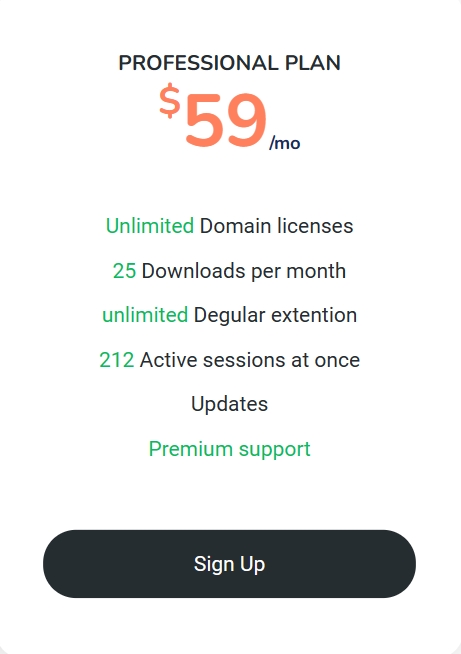 PROFESSIONAL PLAN
$59/mo
Unlimited Domain licenses
25 Downloads per month
unlimited Degular extention
212 Active sessions at once
Updates
Premium support
Sign Up